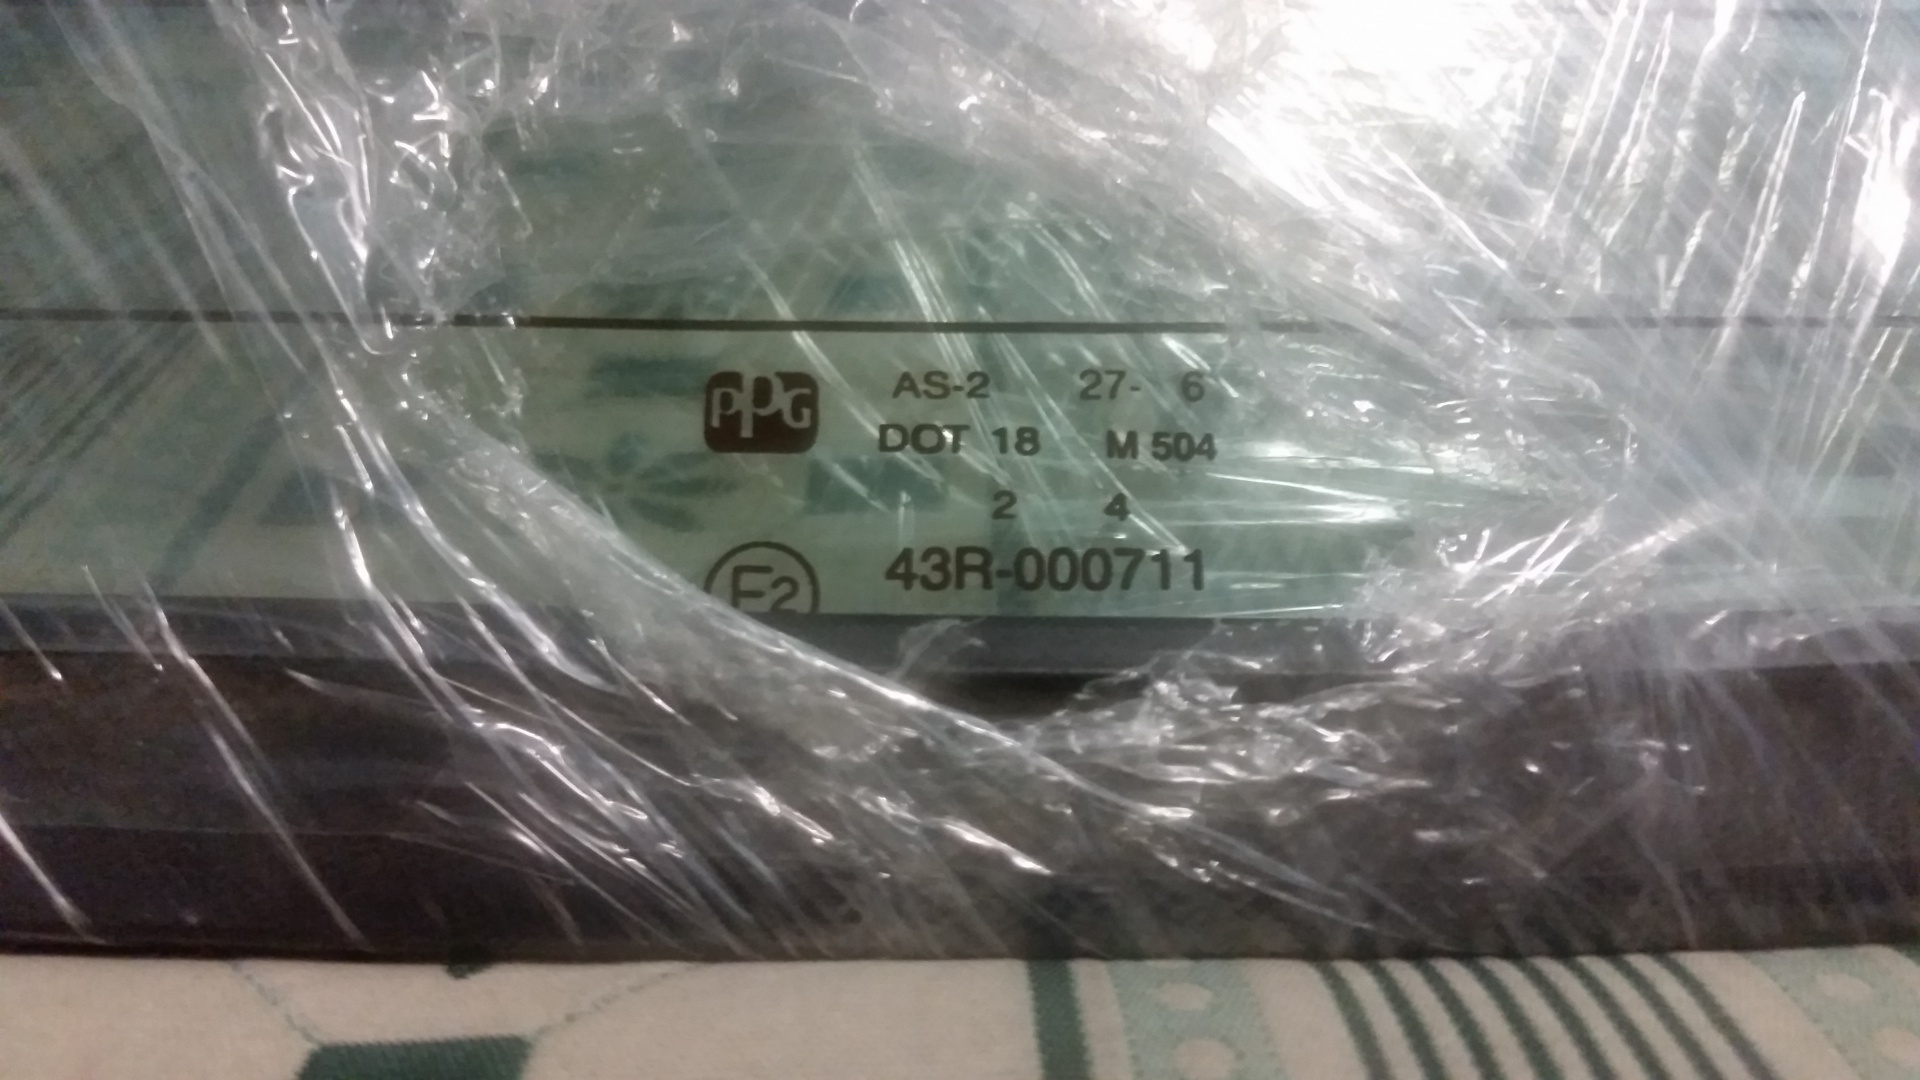 PPG AS-2 27- 6
DOT 18 M 504
2 4
E2 43R-000711